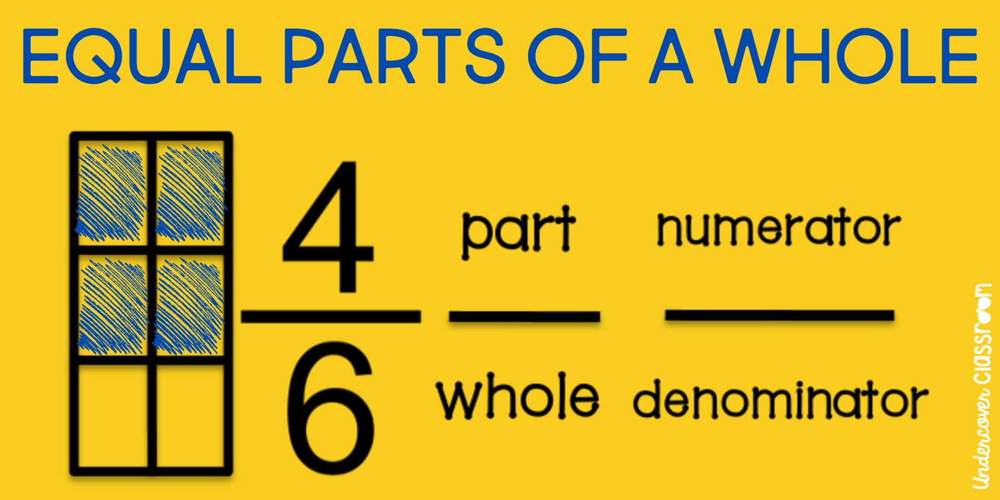 EQUAL PARTS OF A WHOLE
4 part numerator
6 whole denominator
Undercover Classroom